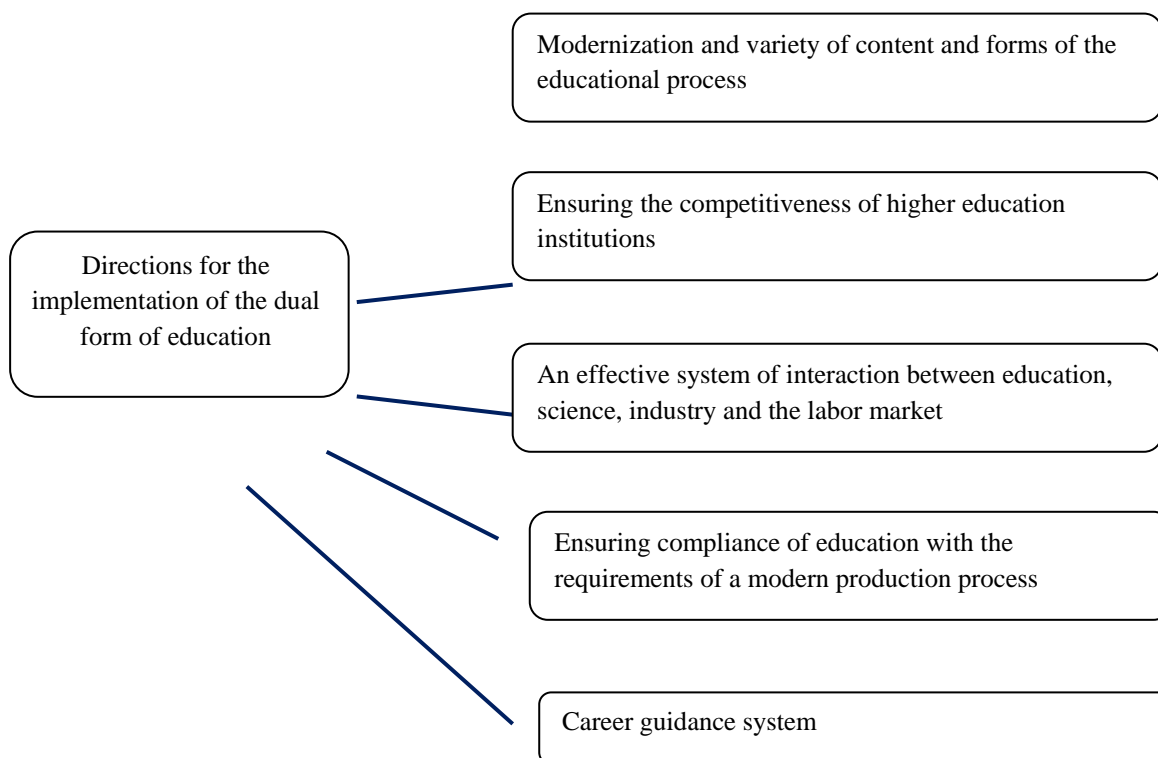 Modernization and variety of content and forms of the
educational process
Ensuring the competitiveness of higher education
institutions
Directions for the
implementation of the dual
form of education
An effective system of interaction between education,
science, industry and the labor market
Ensuring compliance of education with the
requirements of a modern production process
Career guidance system